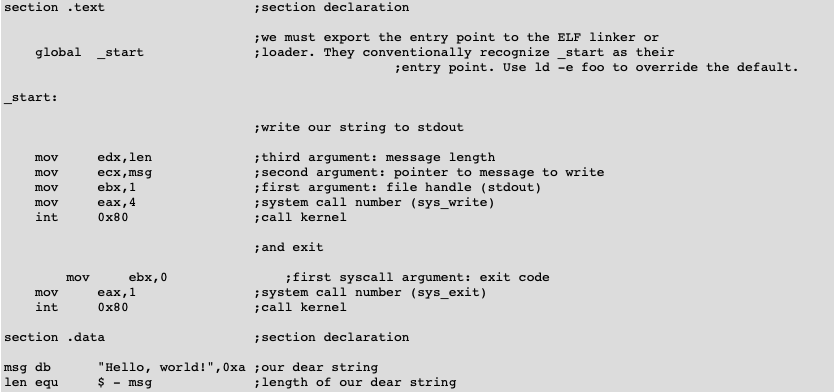 section .text                   ;section declaration
                                ;we must export the entry point to the ELF linker or
    global  _start              ;loader. They conventionally recognize _start as their
                                                  ;entry point. Use ld -e foo to override the default.
_start:
                                ;write our string to stdout
    mov     edx,len             ;third argument: message length
    mov     ecx,msg             ;second argument: pointer to message to write
    mov     ebx,1               ;first argument: file handle (stdout)
    mov     eax,4               ;system call number (sys_write)
    int     0x80                ;call kernel
                                ;and exit
        mov     ebx,0               ;first syscall argument: exit code
    mov     eax,1               ;system call number (sys_exit)
    int     0x80                ;call kernel
section .data                   ;section declaration
msg db      "Hello, world!",0xa ;our dear string
len equ     $ - msg             ;length of our dear string